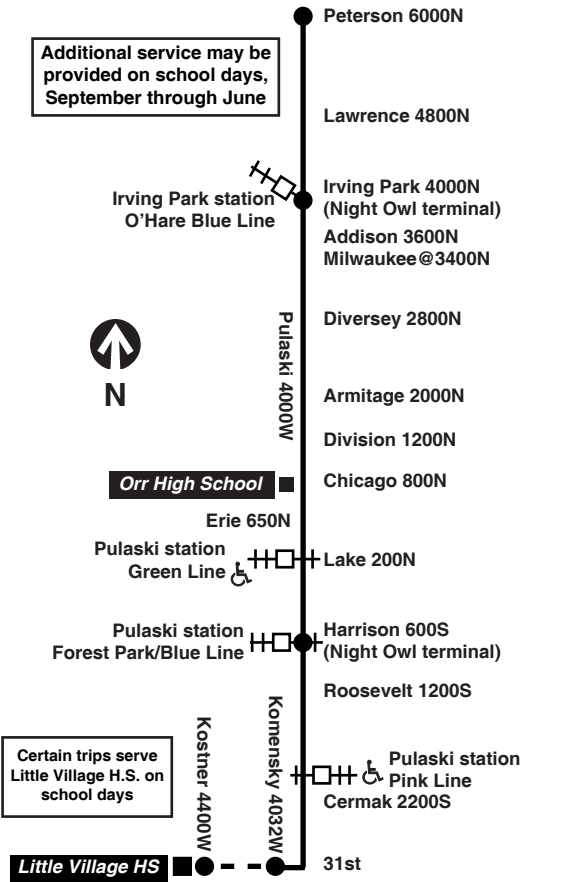 Peterson 6000N
Additional service may be
provided on school days,
September through June
Lawrence 4800N
Irving Park station
O'Hare Blue Line
Irving Park 4000N
(Night Owl terminal)
Addison 3600N
Milwaukee@3400N
Pulaski 4000W
Diversey 2800N
N
Armitage 2000N
Division 1200N
Orr High School
Chicago 800N
Erie 650N
Pulaski station
Green Line
Lake 200N
Pulaski station
Forest Park/Blue Line
Harrison 600S
(Night Owl terminal)
Roosevelt 1200S
Kostner 4400W
Komensky 4032W
Certain trips serve
Little Village H.S. on
school days
Pulaski station
Pink Line
Cermak 2200S
Little Village HS
31st